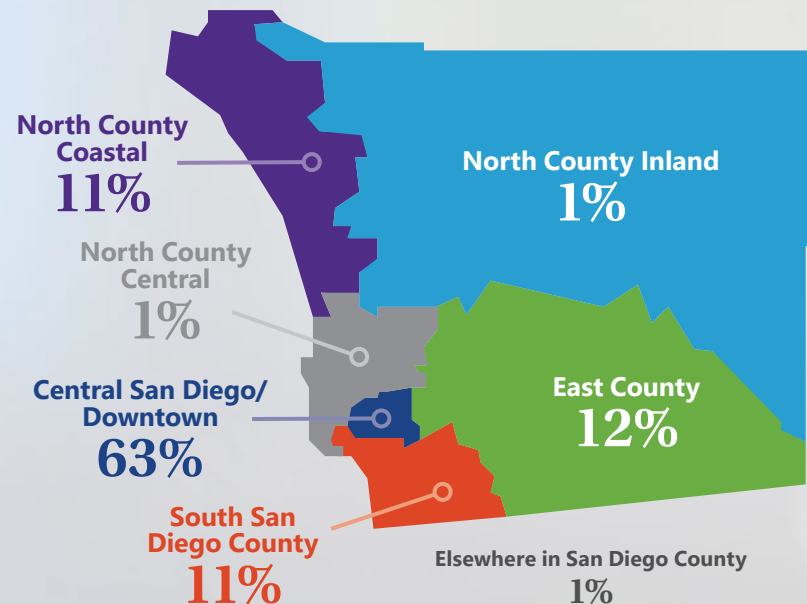 North County
Coastal
11%
North County Inland
1%
North County
Central
1%
Central San Diego/
Downtown
63%
East County
12%
South San
Diego County
11%
Elsewhere in San Diego County
1%